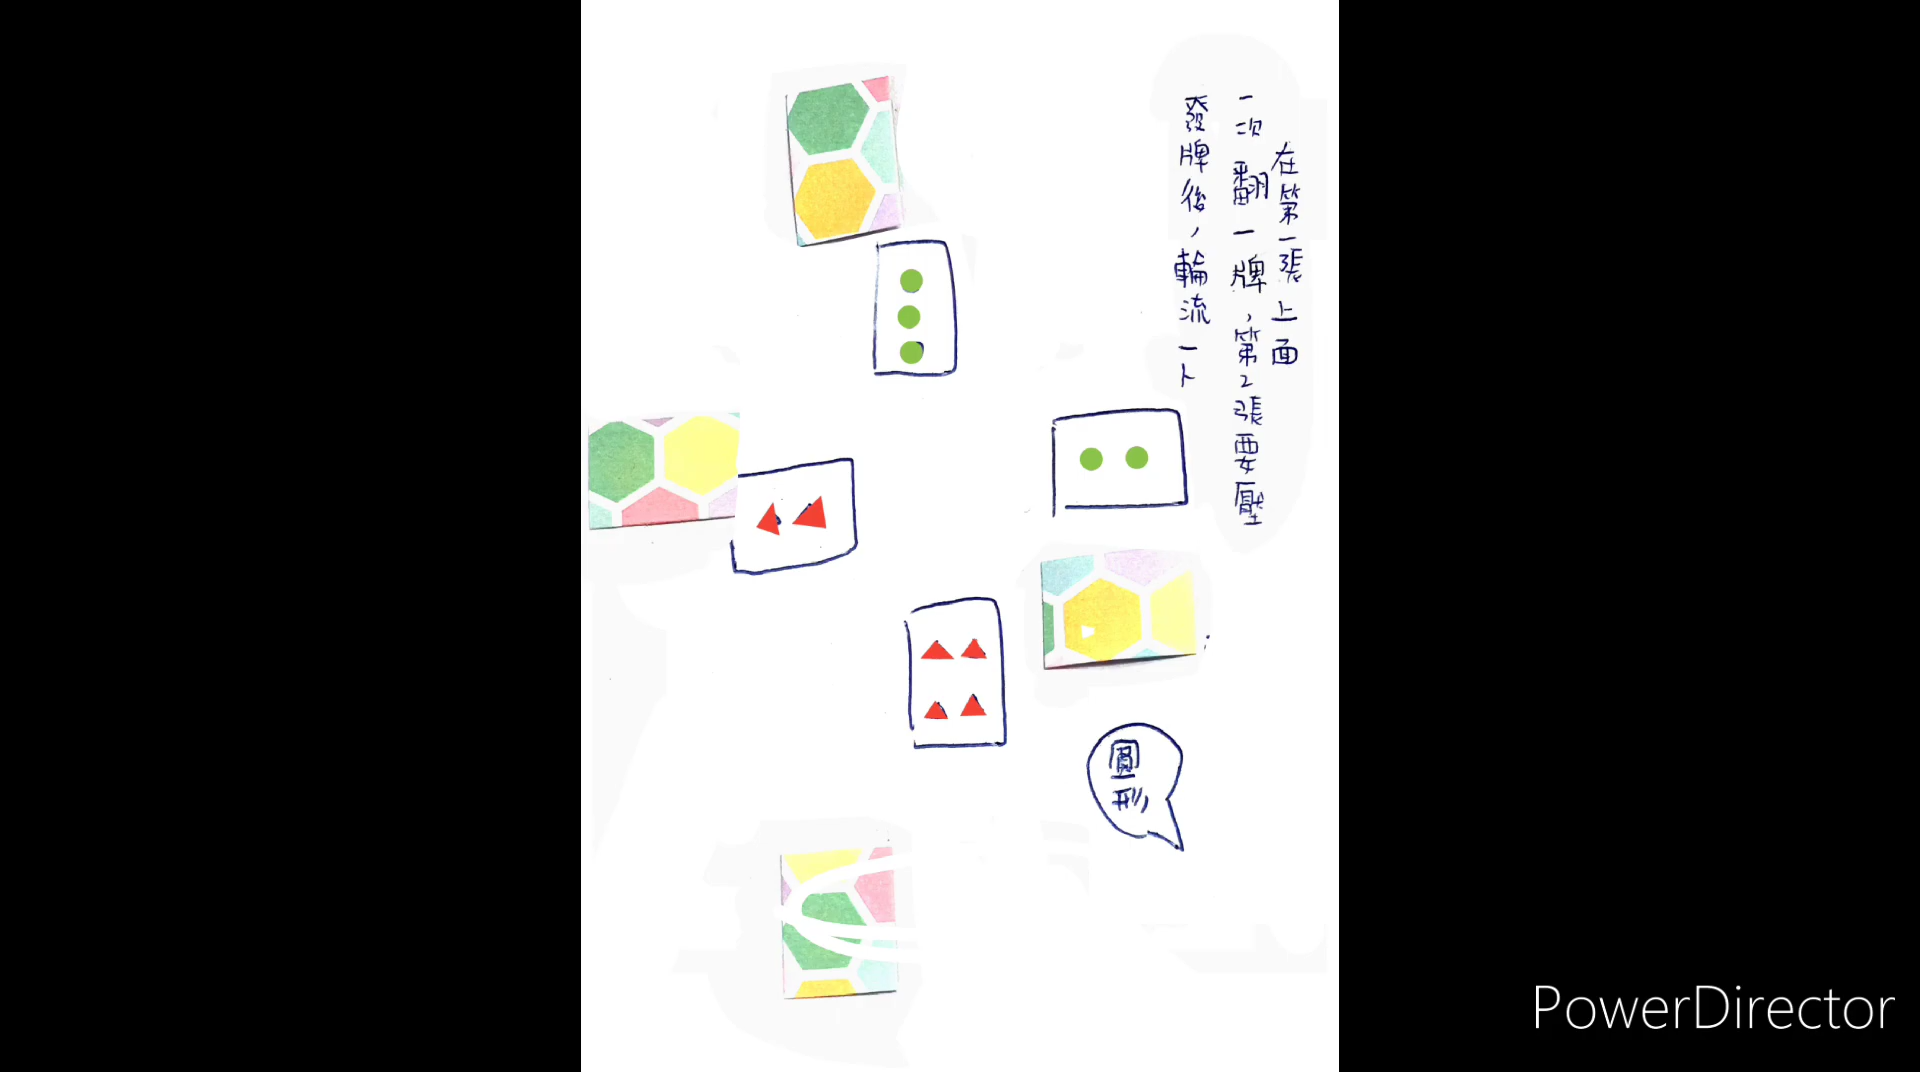 發牌後，輪流一
一次翻一牌，第2張要壓
在第一張上面
圓形
PowerDirector